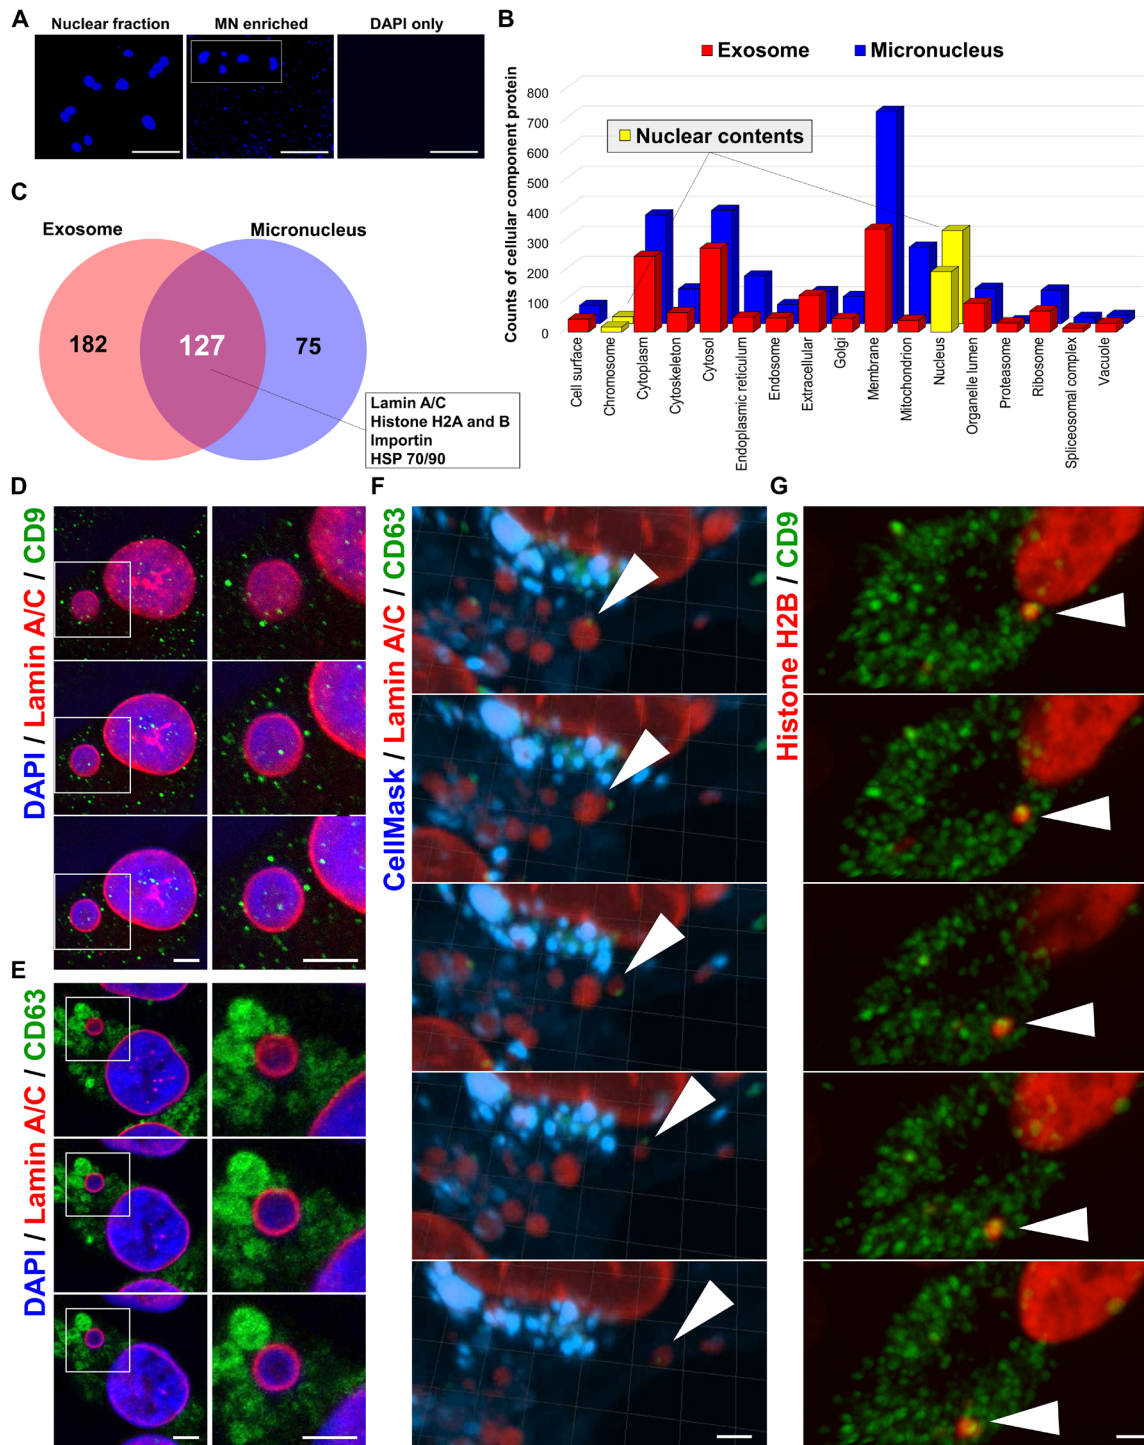 A
Nuclear fraction
MN enriched
DAPI only
B
Exosome
Micronucleus
Counts of cellular component protein
800
700
600
500
400
300
200
100
0
Nuclear contents
Cell surface
Chromosome
Cytoplasm
Cytoskeleton
Cytosol
Endoplasmic reticulum
Endosome
Extracellular
Golgi
Membrane
Mitochondrion
Nucleus
Organelle lumen
Proteasome
Ribosome
Spliceosomal complex
Vacuole
C
Exosome
Micronucleus
182
127
75
Lamin A/C
Histone H2A and B
Importin
HSP 70/90
D
DAPI / Lamin A/C / CD9
E
DAPI / Lamin A/C / CD63
F
CellMask / Lamin A/C / CD63
G
Histone H2B / CD9